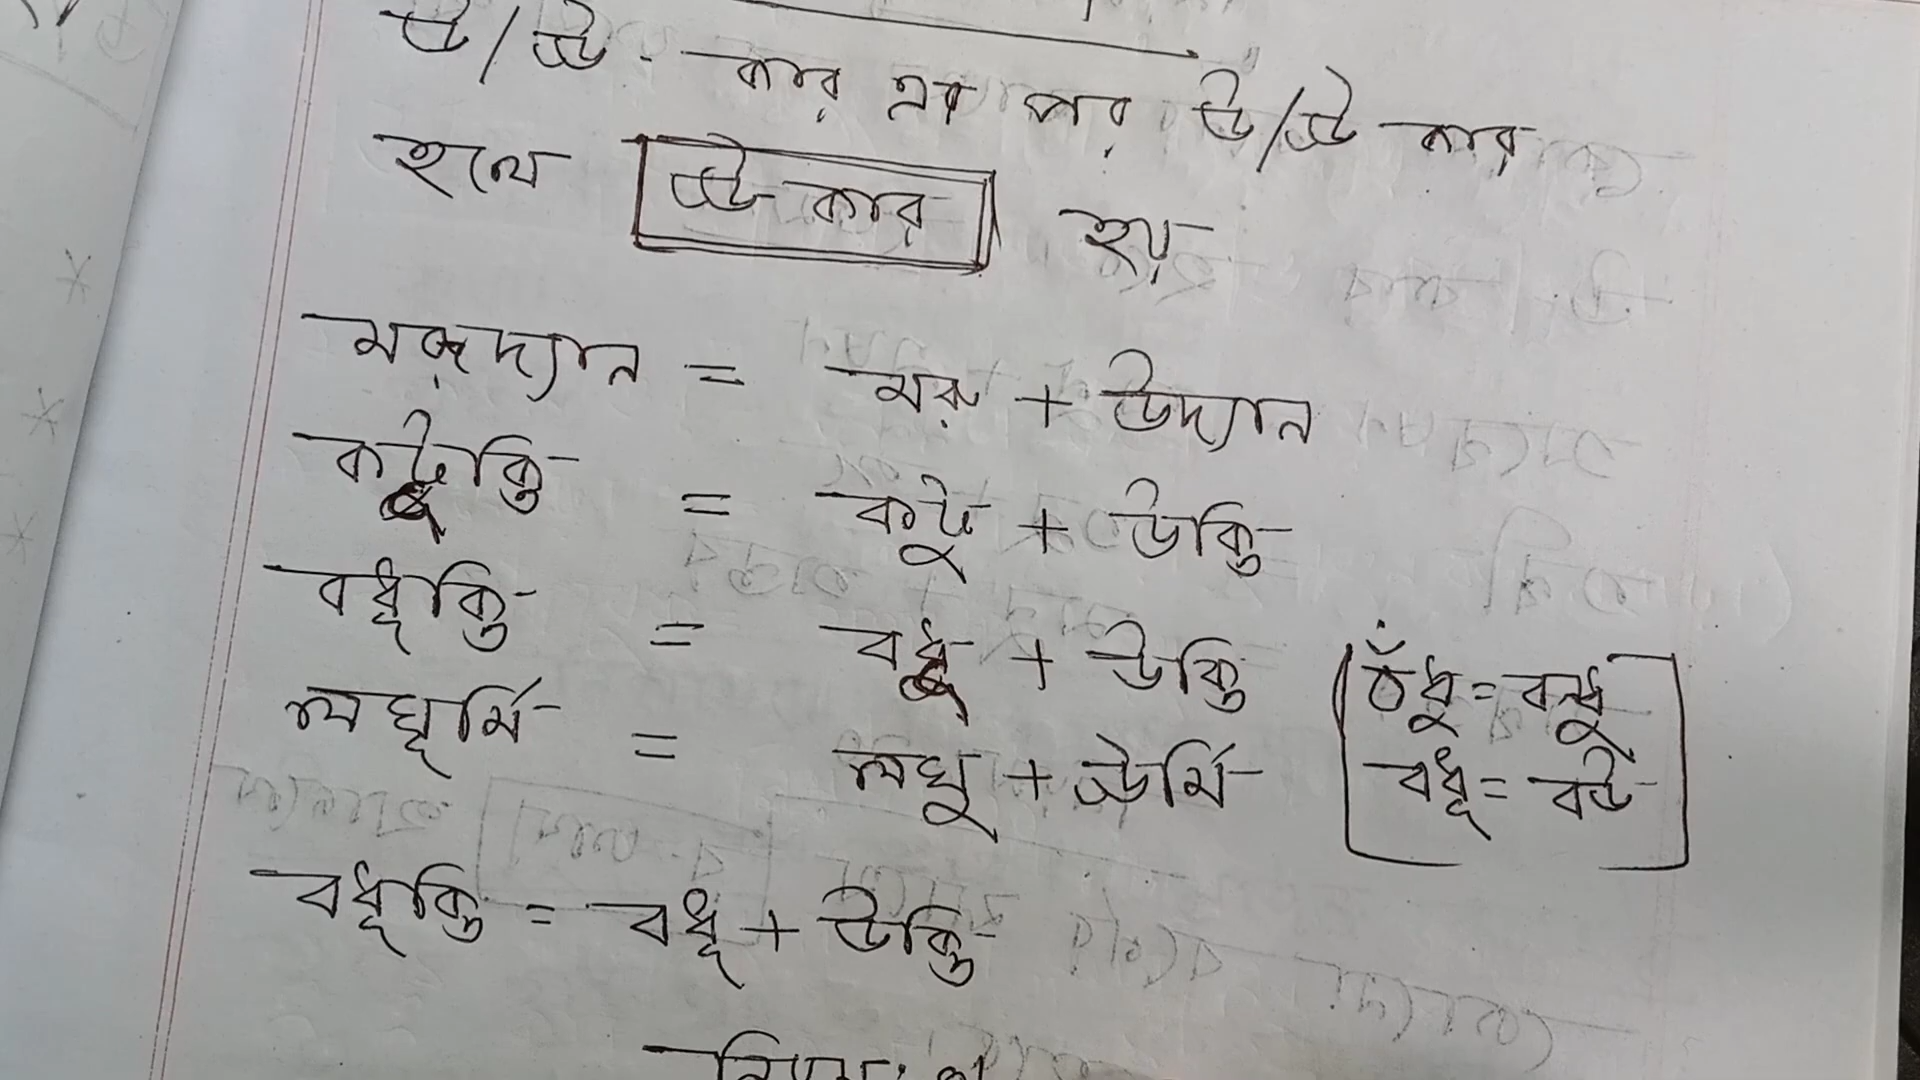 উ/ঊ - কার এর পর উ/ঊ কার
হলে ঊ কার হয়
মরূদ্যান = মরু + উদ্যান
কটূক্তি = কটু + উক্তি
বধূক্তি = বধূ + উক্তি
লঘূর্মি = লঘু + ঊর্মি
বঁধু = বন্ধু
বধূ = বউ
বধূক্তি = বধূ + উক্তি